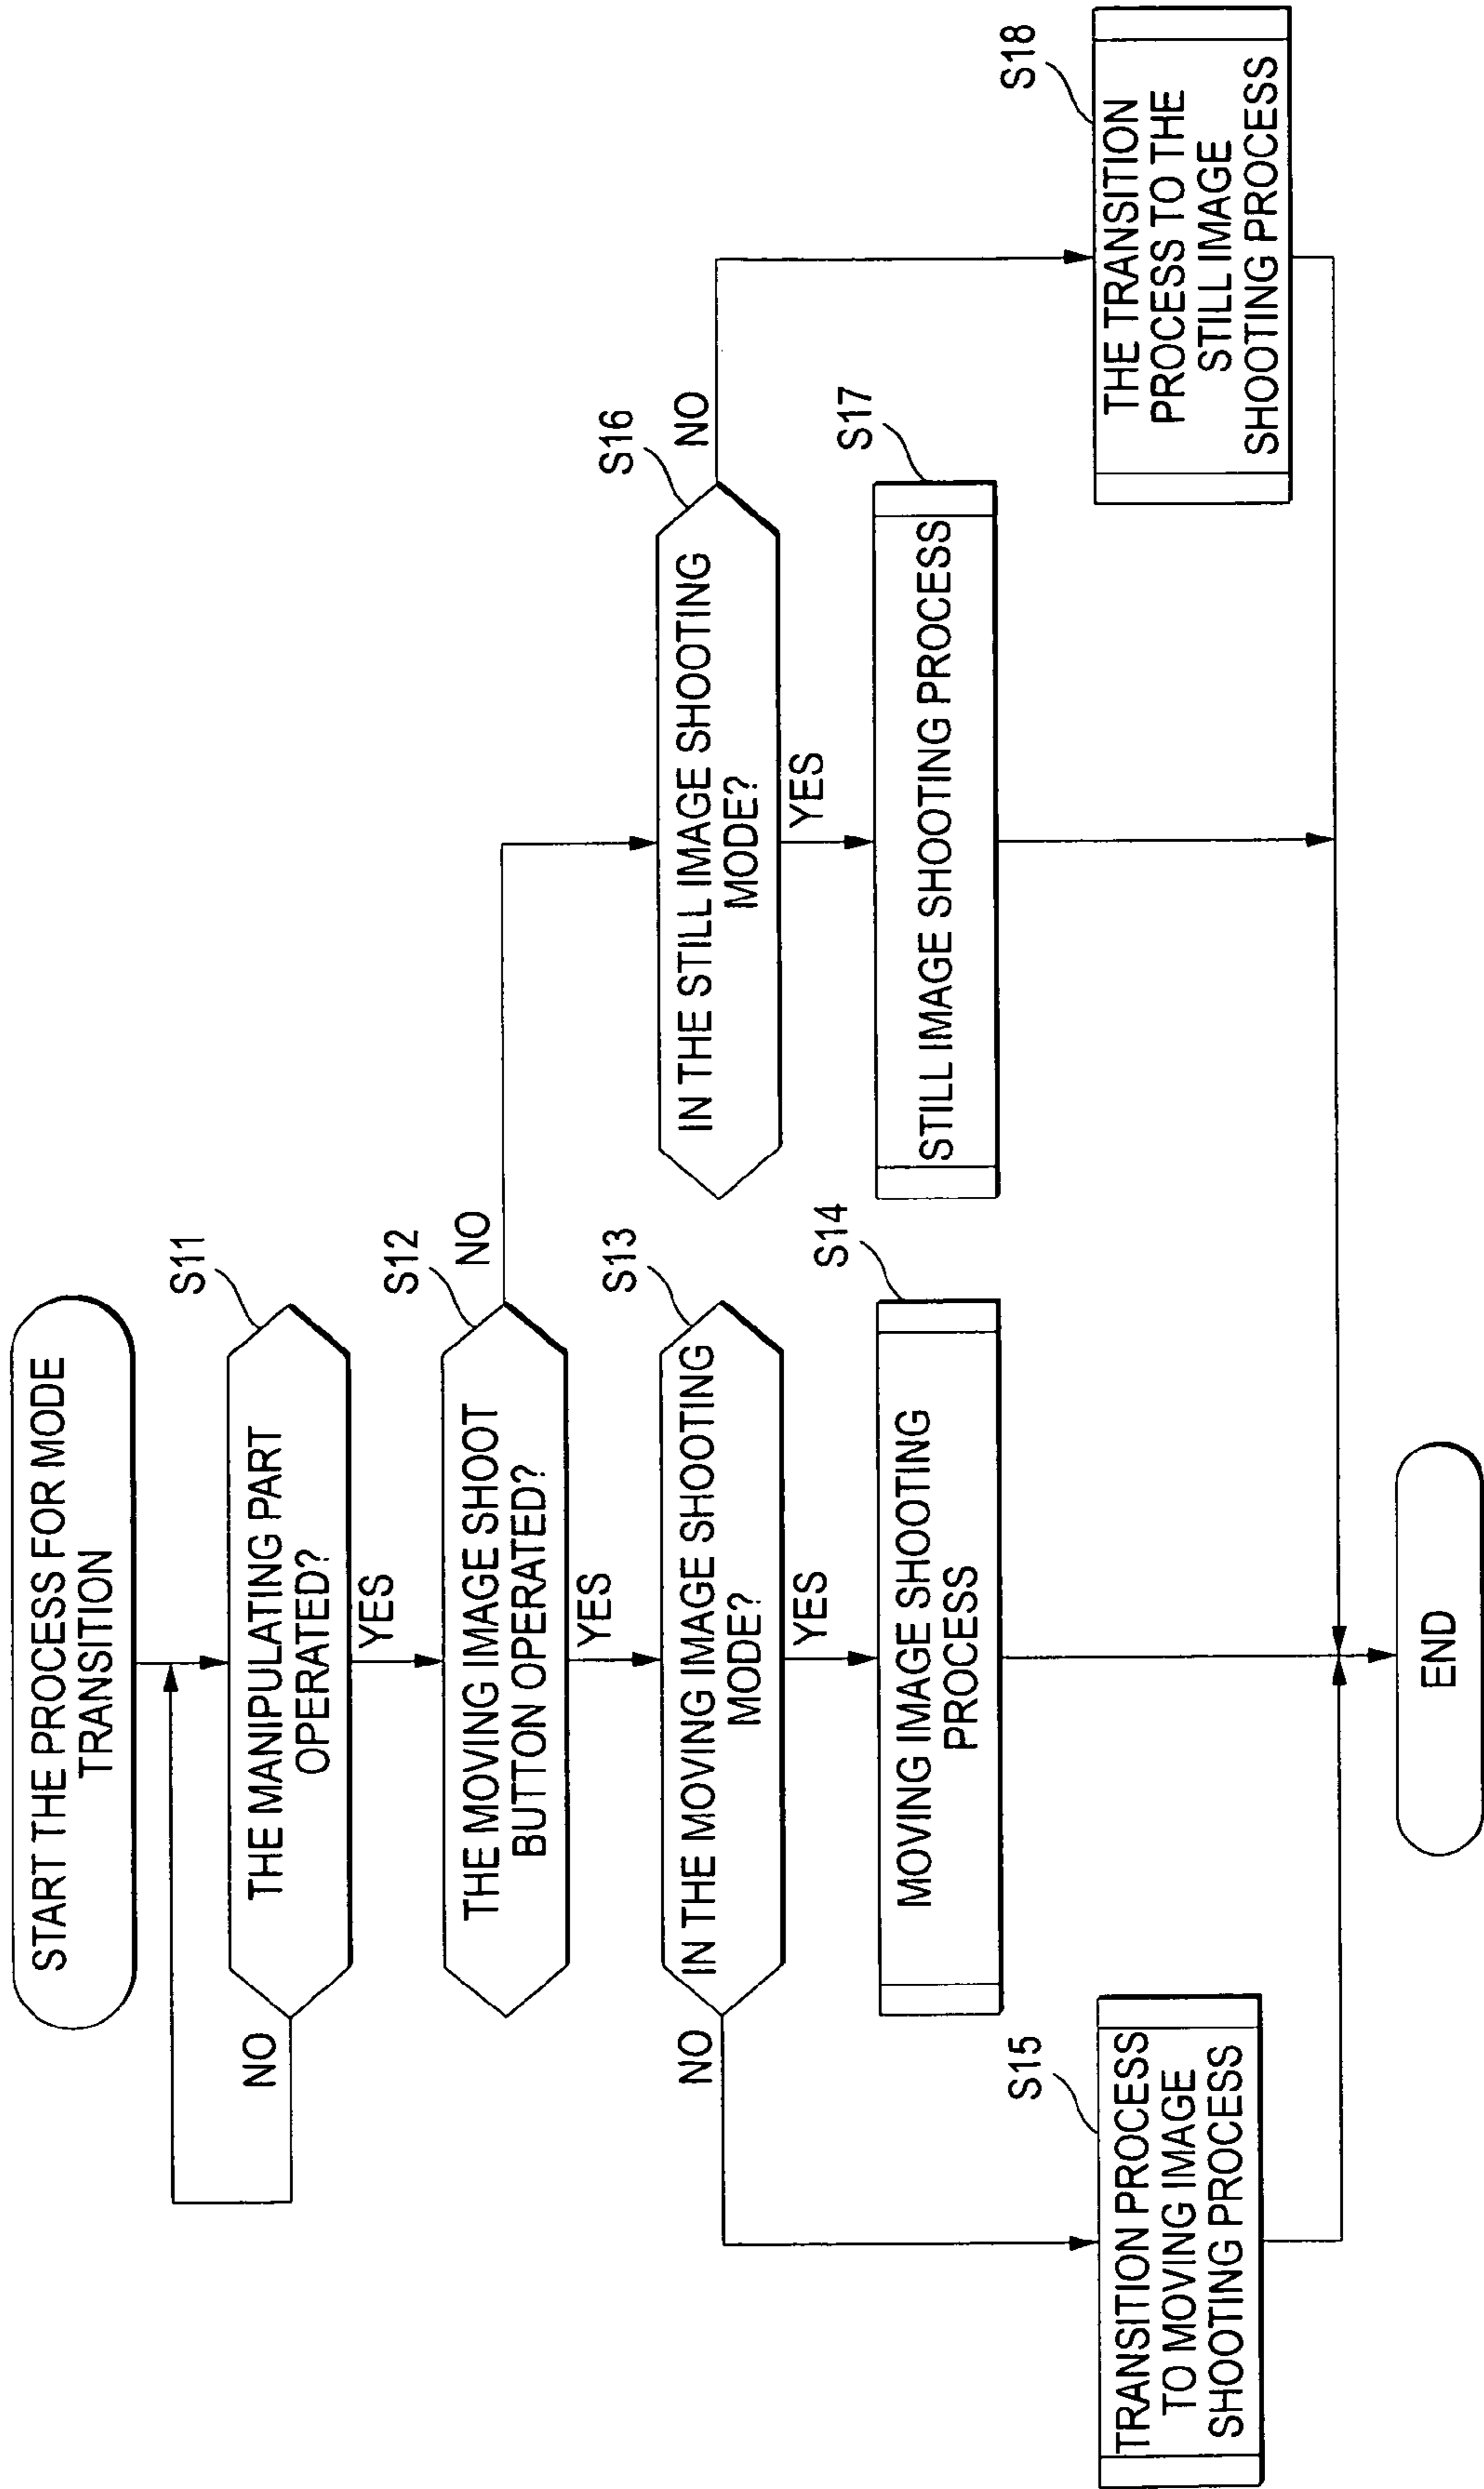 START THE PROCESS FOR MODE
TRANSITION
S11
THE MANIPULATING PART
OPERATED?
NO
YES
S12
THE MOVING IMAGE SHOOT
BUTTON OPERATED?
NO
YES
S13
IN THE MOVING IMAGE SHOOTING
MODE?
NO
YES
S16
IN THE STILL IMAGE SHOOTING
MODE?
NO
YES
S14
MOVING IMAGE SHOOTING
PROCESS
S17
STILL IMAGE SHOOTING PROCESS
S15
TRANSITION PROCESS
TO MOVING IMAGE
SHOOTING PROCESS
S18
THE TRANSITION
PROCESS TO THE
STILL IMAGE
SHOOTING PROCESS
END